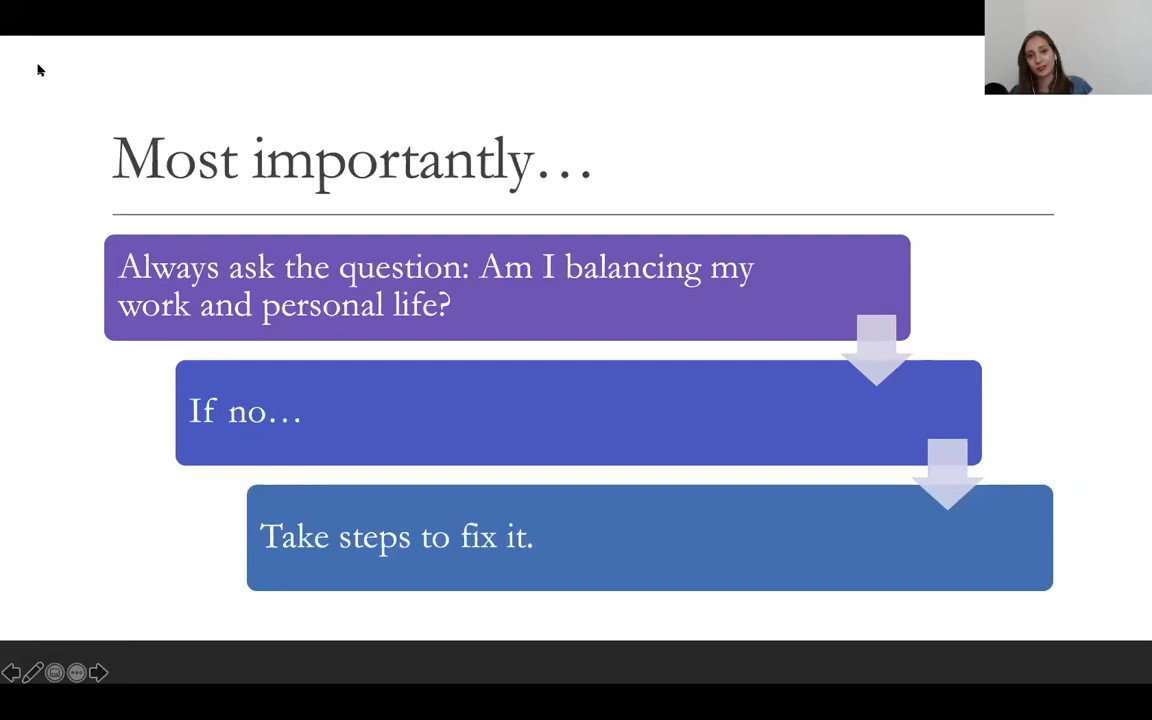 Most importantly…
Always ask the question: Am I balancing my
work and personal life?
If no…
Take steps to fix it.